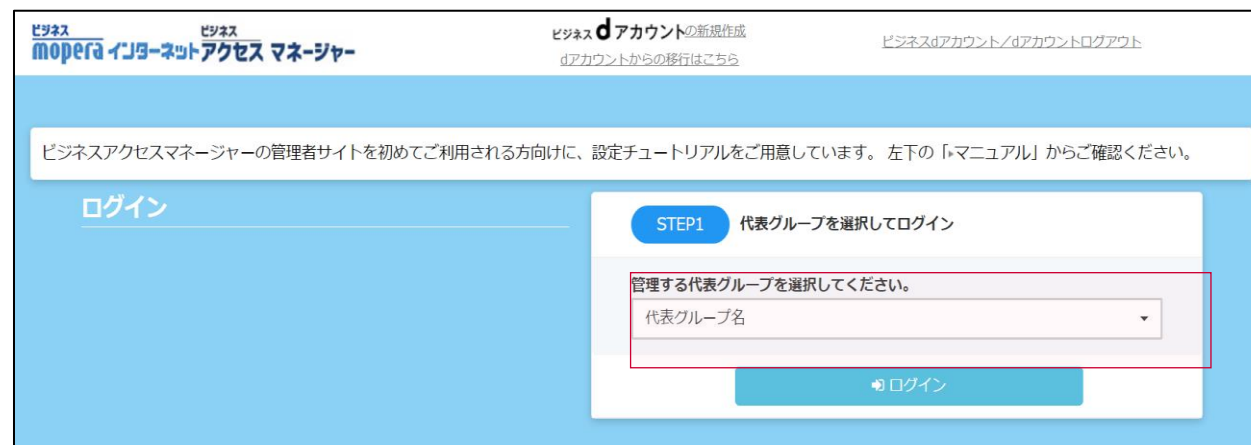 ビジネス ビジネス
mopera インターネット アクセス マネージャー
ビジネス d アカウントの新規作成
dアカウントからの移行はこちら
ビジネスdアカウント／dアカウントログアウト
ビジネスアクセスマネージャーの管理者サイトを初めてご利用される方向けに、設定チュートリアルをご用意しています。 左下の「▸マニュアル」からご確認ください。
ログイン
STEP1 代表グループを選択してログイン
管理する代表グループを選択してください。
代表グループ名
ログイン